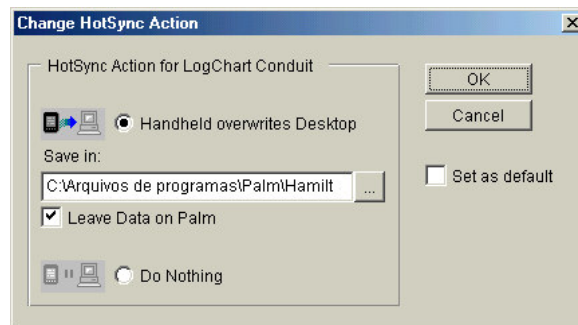 Change HotSync Action
HotSync Action for LogChart Conduit
Handheld overwrites Desktop
Save in:
C:\Arquivos de programas\Palm\Hamilt
...
Leave Data on Palm
Do Nothing
OK
Cancel
Set as default